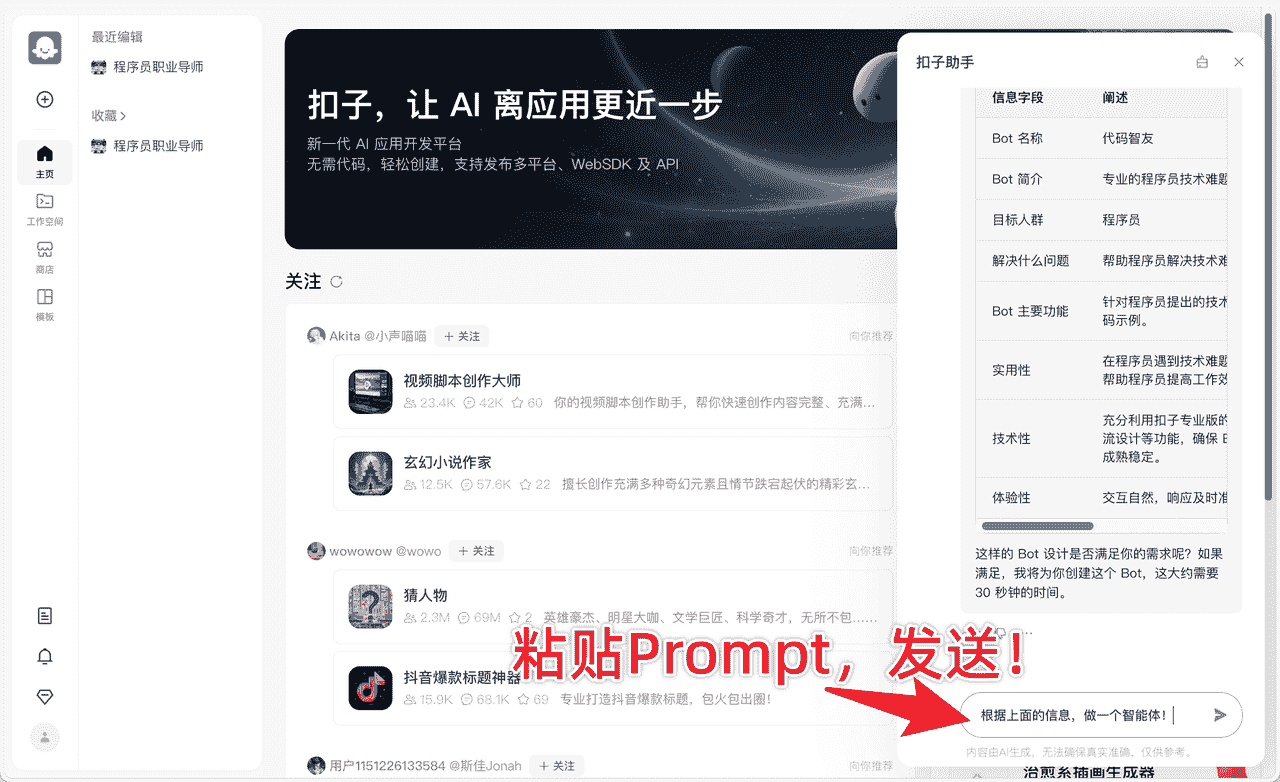 最近编辑
程序员职业导师
收藏 >
程序员职业导师
主页
工作空间
商店
模板
扣子，让 AI 离应用更近一步
新一代 AI 应用开发平台
无需代码，轻松创建，支持发布多平台、WebSDK 及 API
关注
Akita @小声喵喵 + 关注 向你推荐
视频脚本创作大师
23.4K 42K 60 你的视频脚本创作助手，帮你快速创作内容完整、充满…
玄幻小说作家
12.5K 57.6K 22 擅长创作充满多种奇幻元素且情节跌宕起伏的精彩玄…
wowowow @wowo + 关注 向你推荐
猜人物
2.3M 69M 2 英雄豪杰、明星大咖、文学巨匠、科学奇才，无所不包……
抖音爆款标题神器
15.9K 68.1K 69 专业打造抖音爆款标题，包火包出圈！
用户1151226133584 @斯佳Jonah + 关注 向你推荐
扣子助手
信息字段 阐述
Bot 名称 代码智友
Bot 简介 专业的程序员技术难题
目标人群 程序员
解决什么问题 帮助程序员解决技术难
Bot 主要功能 针对程序员提出的技术
码示例。
实用性 在程序员遇到技术难题
帮助程序员提高工作效
技术性 充分利用扣子专业版的
流设计等功能，确保 B
成熟稳定。
体验性 交互自然，响应及时准
这样的 Bot 设计是否满足你的需求呢？如果
满足，我将为你创建这个 Bot，这大约需要
30 秒钟的时间。
粘贴Prompt，发送！
根据上面的信息，做一个智能体！
内容由AI生成，无法确保真实准确，仅供参考。
治愈系插画生成器